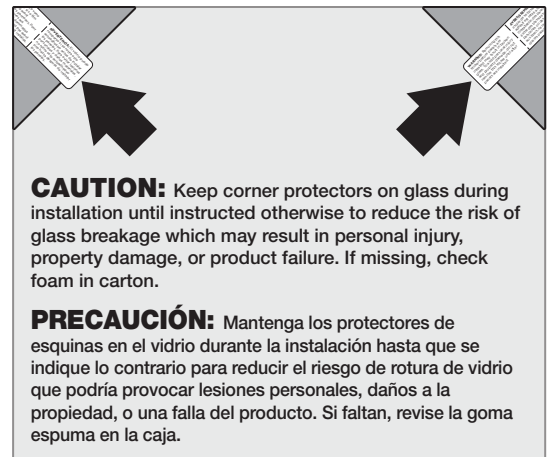 CAUTION: Keep corner protectors on glass during
installation until instructed otherwise to reduce the risk of
glass breakage which may result in personal injury,
property damage, or product failure. If missing, check
foam in carton.
PRECAUCIÓN: Mantenga los protectores de
esquinas en el vidrio durante la instalación hasta que se
indique lo contrario para reducir el riesgo de rotura de vidrio
que podría provocar lesiones personales, daños a la
propiedad, o una falla del producto. Si faltan, revise la goma
espuma en la caja.